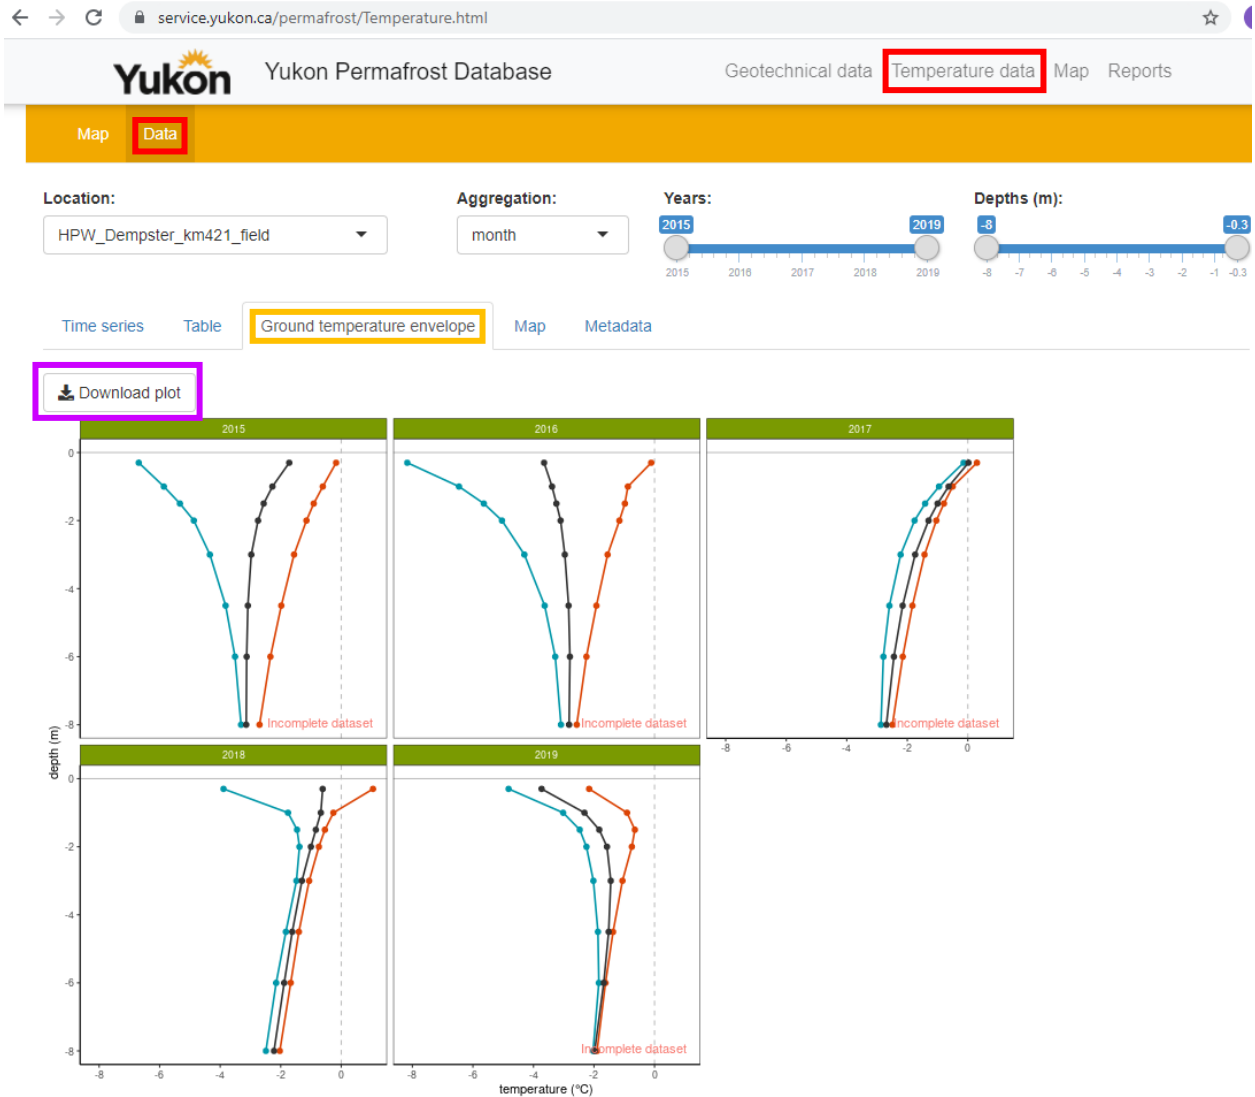 service.yukon.ca/permafrost/Temperature.html
Yukon Yukon Permafrost Database Geotechnical data Temperature data Map Reports
Map Data
Location: Aggregation: Years: Depths (m):
2015 2019 -8 -0.3
HPW_Dempster_km421_field month
2015 2016 2017 2018 2019 -8 -7 -6 -5 -4 -3 -2 -1 -0.3
Time series Table Ground temperature envelope Map Metadata
Download plot
2015 2016 2017
0
-2
-4
-6
-8
Incomplete dataset Incomplete dataset Incomplete dataset
-8 -6 -4 -2 0
depth (m)
2018 2019
0
-2
-4
-6
-8
Incomplete dataset
-8 -6 -4 -2 0 -8 -6 -4 -2 0
temperature (°C)